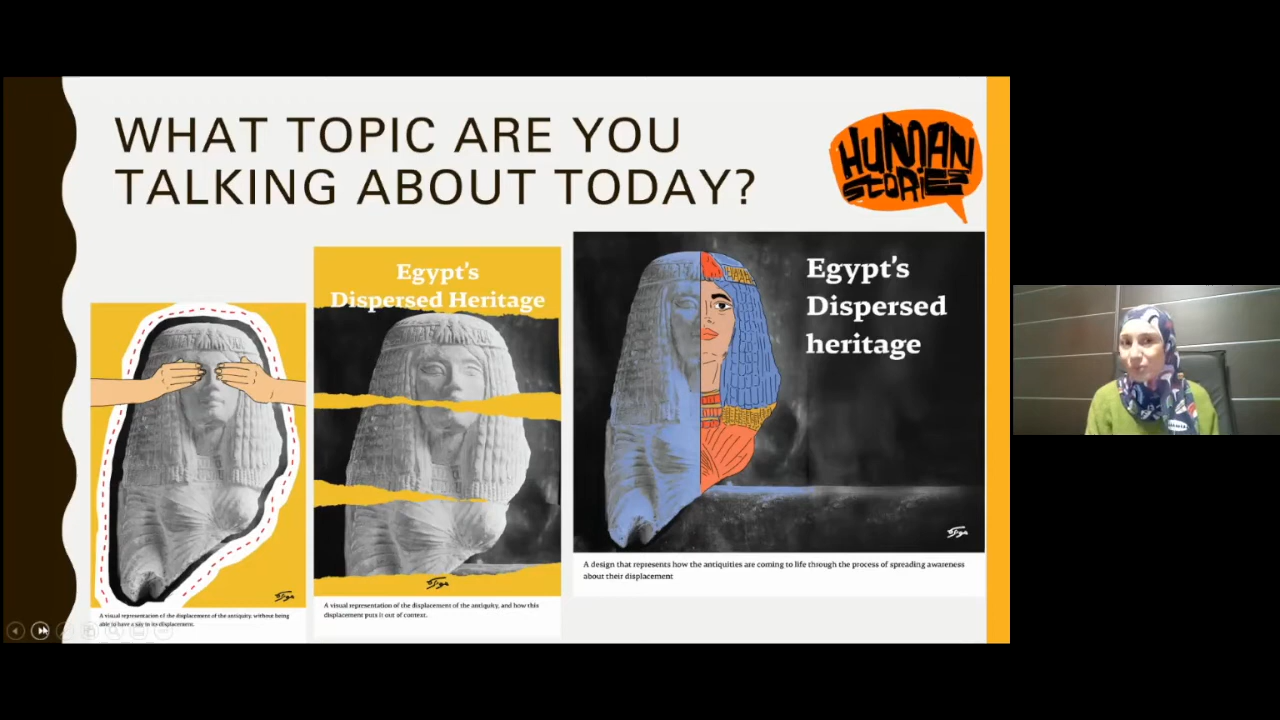 WHAT TOPIC ARE YOU
TALKING ABOUT TODAY?
HUMAN
STORIES
Egypt's
Dispersed Heritage
Egypt's
Dispersed
heritage
A visual representation of the displacement of the antiquity, without being
able to have a say in its displacement.
A visual representation of the displacement of the antiquity, and how this
displacement puts it out of context.
A design that represents how the antiquities are coming to life through the process of spreading awareness
about their displacement